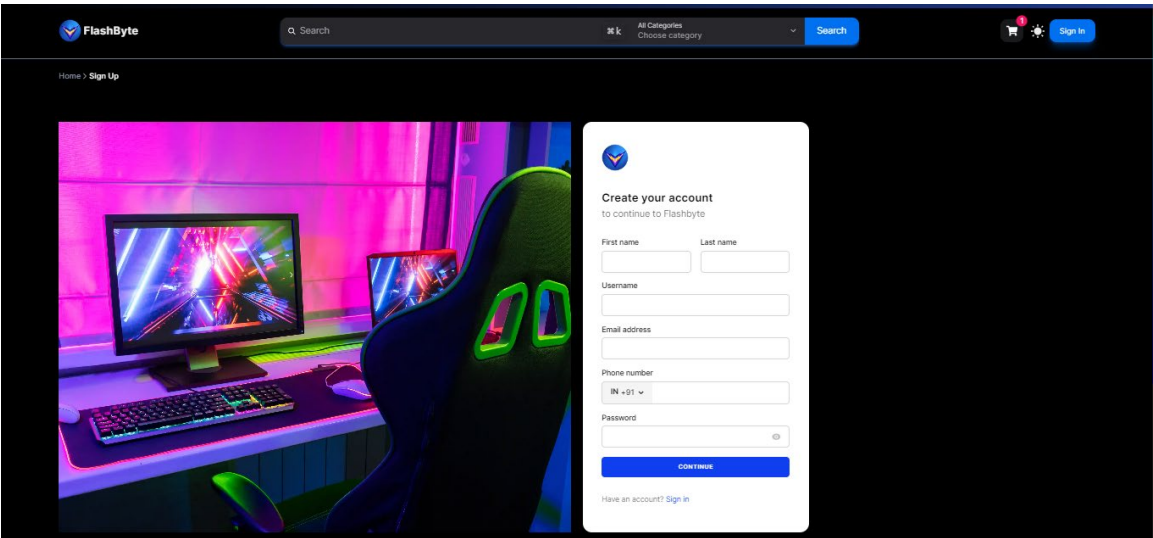 FlashByte
Search
⌘ k
All Categories
Choose category
Search
1
Sign In
Home > Sign Up
Create your account
to continue to Flashbyte
First name Last name
Username
Email address
Phone number
IN +91
Password
CONTINUE
Have an account? Sign in